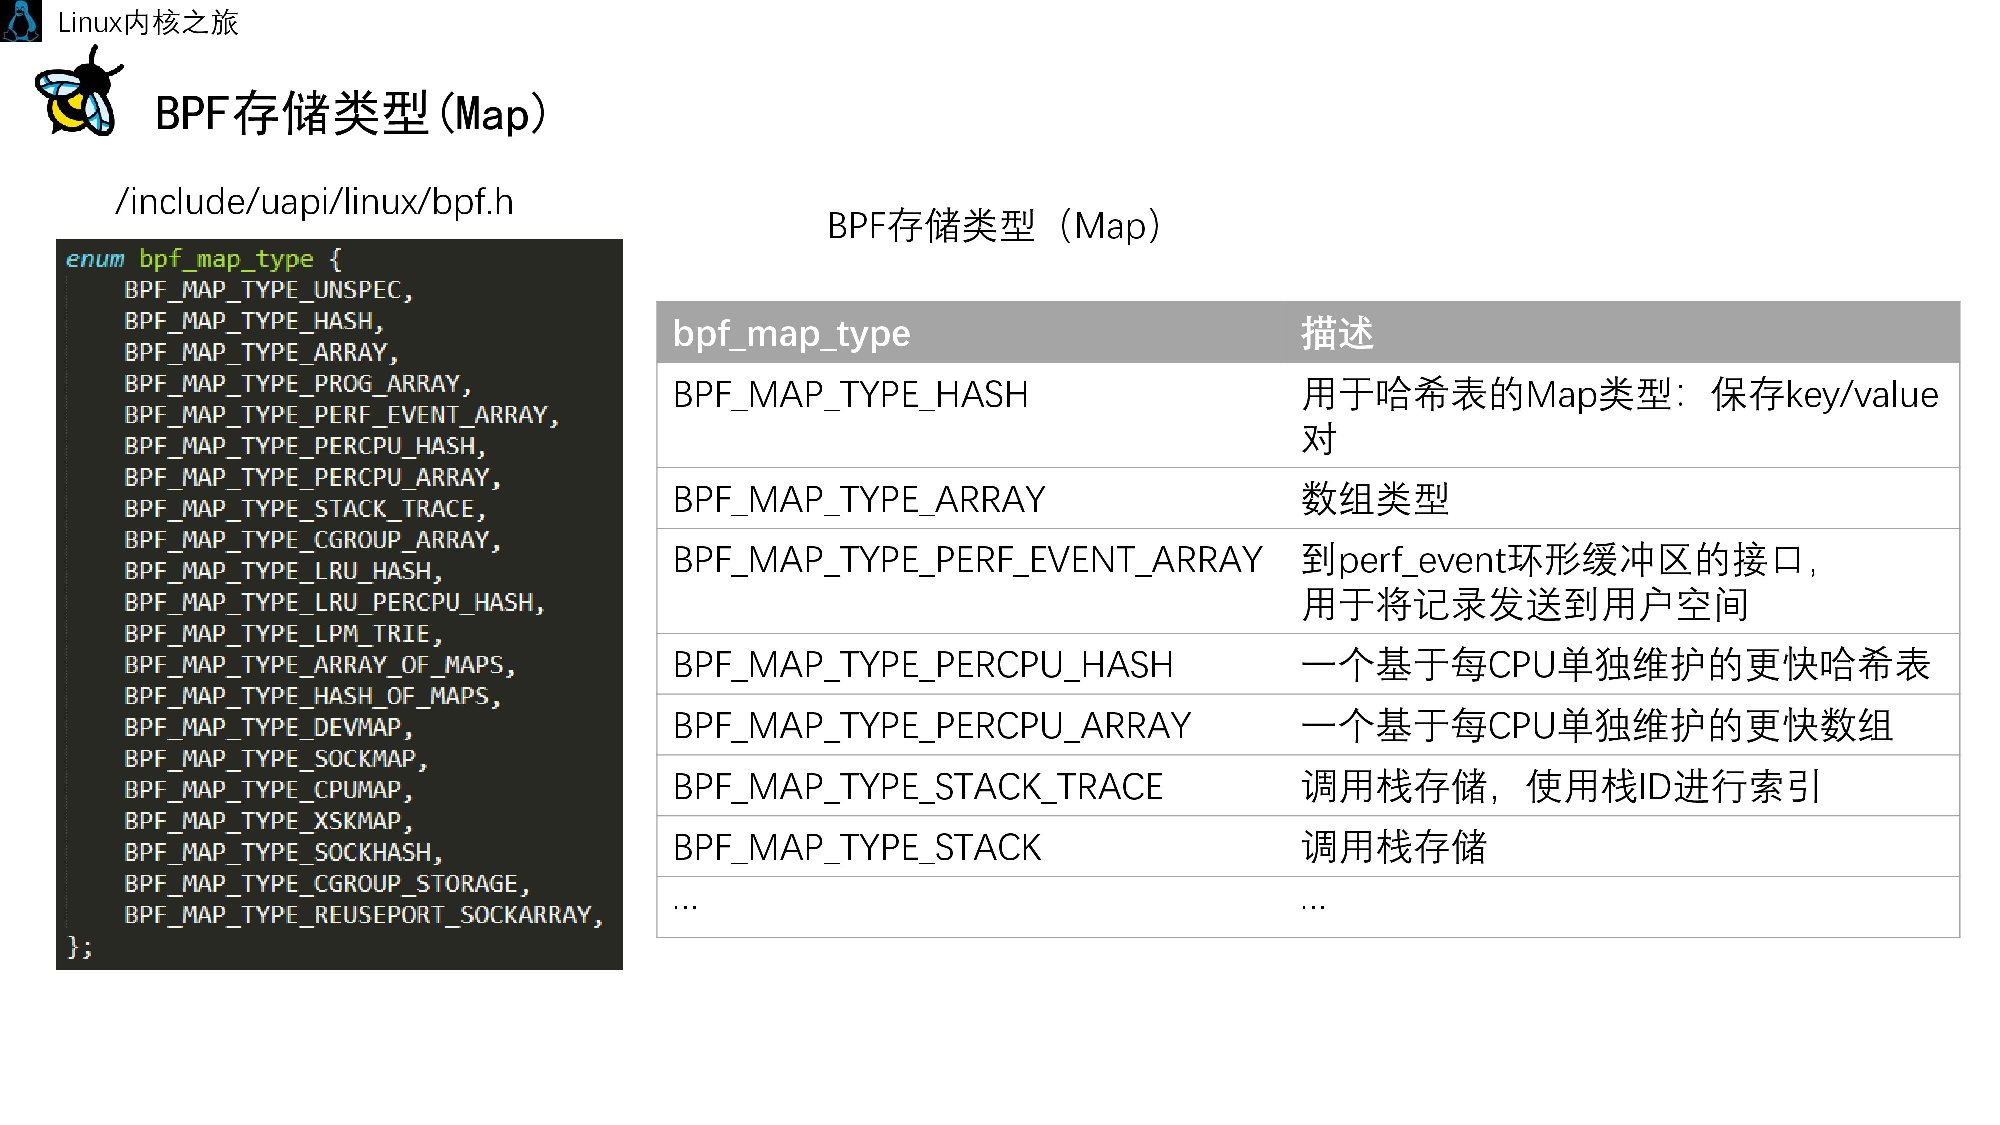 Linux内核之旅
BPF存储类型(Map)
/include/uapi/linux/bpf.h
enum bpf_map_type {
BPF_MAP_TYPE_UNSPEC,
BPF_MAP_TYPE_HASH,
BPF_MAP_TYPE_ARRAY,
BPF_MAP_TYPE_PROG_ARRAY,
BPF_MAP_TYPE_PERF_EVENT_ARRAY,
BPF_MAP_TYPE_PERCPU_HASH,
BPF_MAP_TYPE_PERCPU_ARRAY,
BPF_MAP_TYPE_STACK_TRACE,
BPF_MAP_TYPE_CGROUP_ARRAY,
BPF_MAP_TYPE_LRU_HASH,
BPF_MAP_TYPE_LRU_PERCPU_HASH,
BPF_MAP_TYPE_LPM_TRIE,
BPF_MAP_TYPE_ARRAY_OF_MAPS,
BPF_MAP_TYPE_HASH_OF_MAPS,
BPF_MAP_TYPE_DEVMAP,
BPF_MAP_TYPE_SOCKMAP,
BPF_MAP_TYPE_CPUMAP,
BPF_MAP_TYPE_XSKMAP,
BPF_MAP_TYPE_SOCKHASH,
BPF_MAP_TYPE_CGROUP_STORAGE,
BPF_MAP_TYPE_REUSEPORT_SOCKARRAY,
};
BPF存储类型（Map）
bpf_map_type 描述
BPF_MAP_TYPE_HASH 用于哈希表的Map类型：保存key/value
对
BPF_MAP_TYPE_ARRAY 数组类型
BPF_MAP_TYPE_PERF_EVENT_ARRAY 到perf_event环形缓冲区的接口，
用于将记录发送到用户空间
BPF_MAP_TYPE_PERCPU_HASH 一个基于每CPU单独维护的更快哈希表
BPF_MAP_TYPE_PERCPU_ARRAY 一个基于每CPU单独维护的更快数组
BPF_MAP_TYPE_STACK_TRACE 调用栈存储，使用栈ID进行索引
BPF_MAP_TYPE_STACK 调用栈存储
... ...